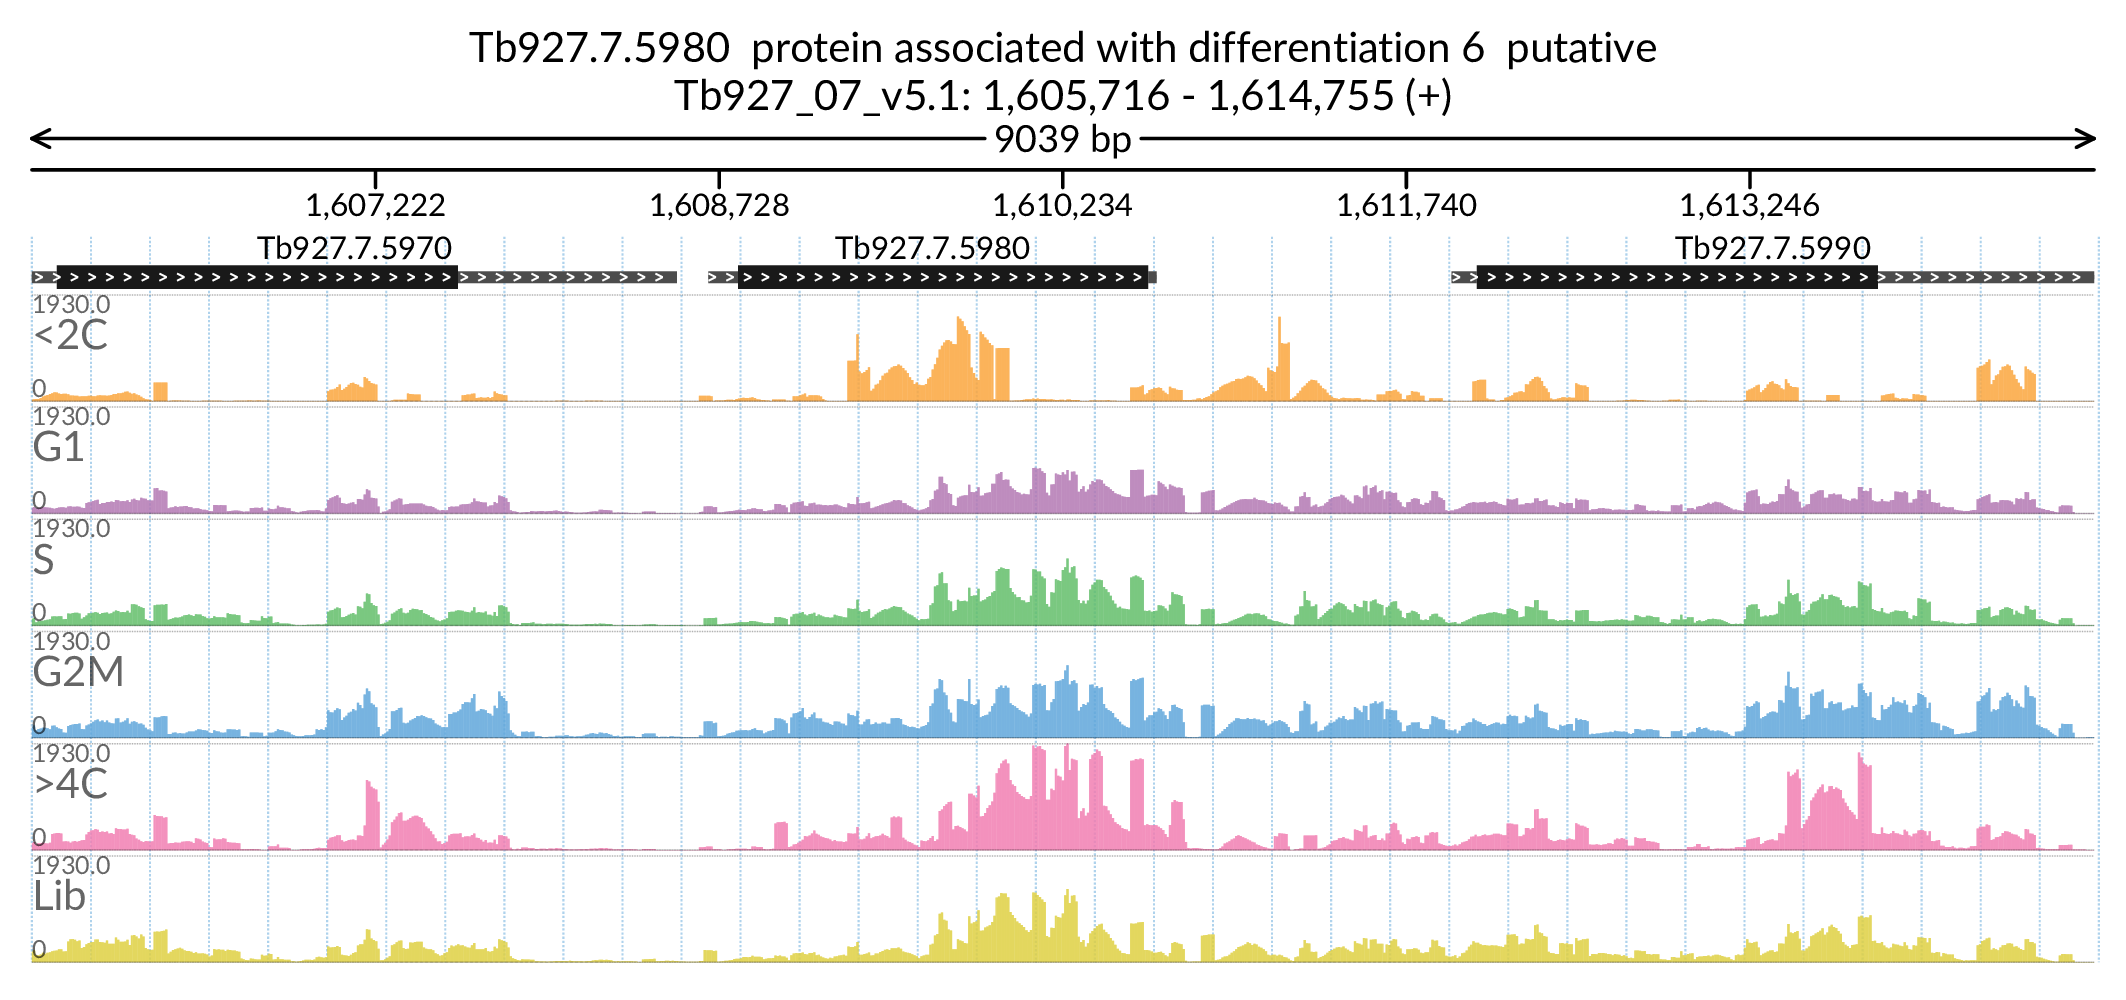 Tb927.7.5980  protein associated with differentiation 6  putative
Tb927_07_v5.1: 1,605,716 - 1,614,755 (+)
9039 bp
1,607,222 1,608,728 1,610,234 1,611,740 1,613,246
Tb927.7.5970 Tb927.7.5980 Tb927.7.5990
1930.0
<2C
0
1930.0
G1
0
1930.0
S
0
1930.0
G2M
0
1930.0
>4C
0
1930.0
Lib
0